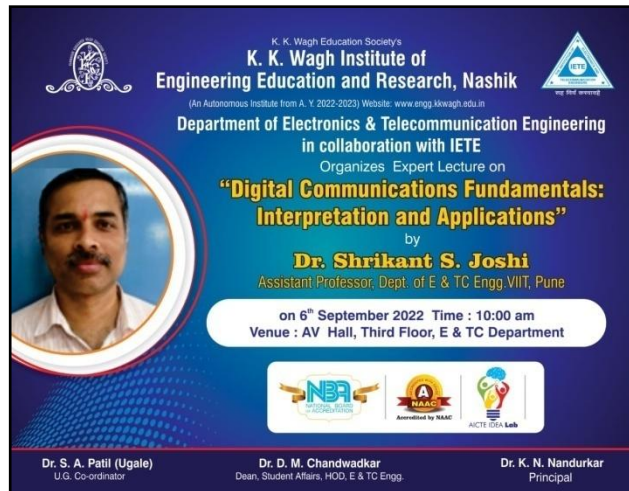 K. K. Wagh Education Society's
K. K. Wagh Institute of
Engineering Education and Research, Nashik
(An Autonomous Institute from A. Y. 2022-2023) Website: www.engg.kkwagh.edu.in
IETE
Department of Electronics & Telecommunication Engineering
in collaboration with IETE
Organizes Expert Lecture on
“Digital Communications Fundamentals:
Interpretation and Applications”
by
Dr. Shrikant S. Joshi
Assistant Professor, Dept. of E & TC Engg.VIIT, Pune
on 6th September 2022 Time : 10:00 am
Venue : AV Hall, Third Floor, E & TC Department
NBA
NATIONAL BOARD
OF ACCREDITATION
A
NAAC
Accredited by NAAC
AICTE IDEA Lab
Dr. S. A. Patil (Ugale)
U.G. Co-ordinator
Dr. D. M. Chandwadkar
Dean, Student Affairs, HOD, E & TC Engg.
Dr. K. N. Nandurkar
Principal